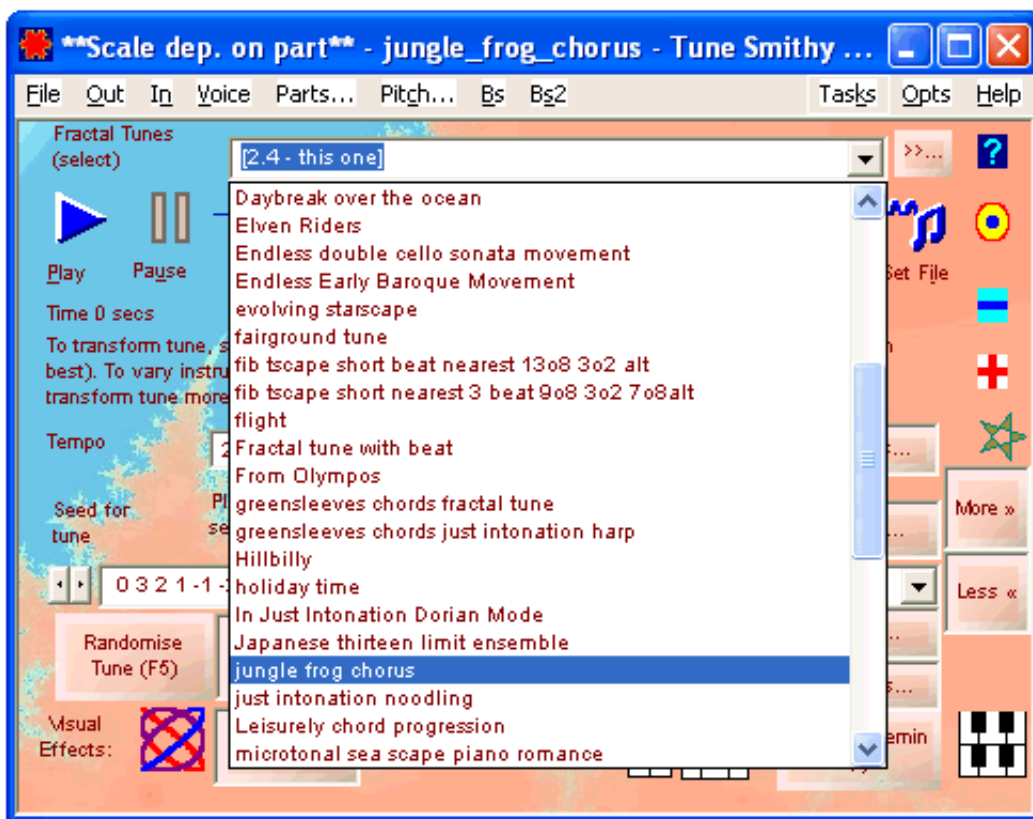 **Scale dep. on part** - jungle_frog_chorus - Tune Smithy ...
File Out In Voice Parts... Pitch... Bs Bs2 Tasks Opts Help
Fractal Tunes
(select)
[2.4 - this one]
>>...
?
Daybreak over the ocean
Elven Riders
Endless double cello sonata movement
Endless Early Baroque Movement
evolving starscape
fairground tune
fib tscape short beat nearest 13o8 3o2 alt
fib tscape short nearest 3 beat 9o8 3o2 7o8alt
flight
Fractal tune with beat
From Olympos
greensleeves chords fractal tune
greensleeves chords just intonation harp
Hillbilly
holiday time
In Just Intonation Dorian Mode
Japanese thirteen limit ensemble
jungle frog chorus
just intonation noodling
Leisurely chord progression
microtonal sea scape piano romance
Play Pause
Set File
Time 0 secs
To transform tune, s
best). To vary instru
transform tune more
Tempo
Seed for
tune
0 3 2 1 -1
More »
Less «
Randomise
Tune (F5)
Visual
Effects: